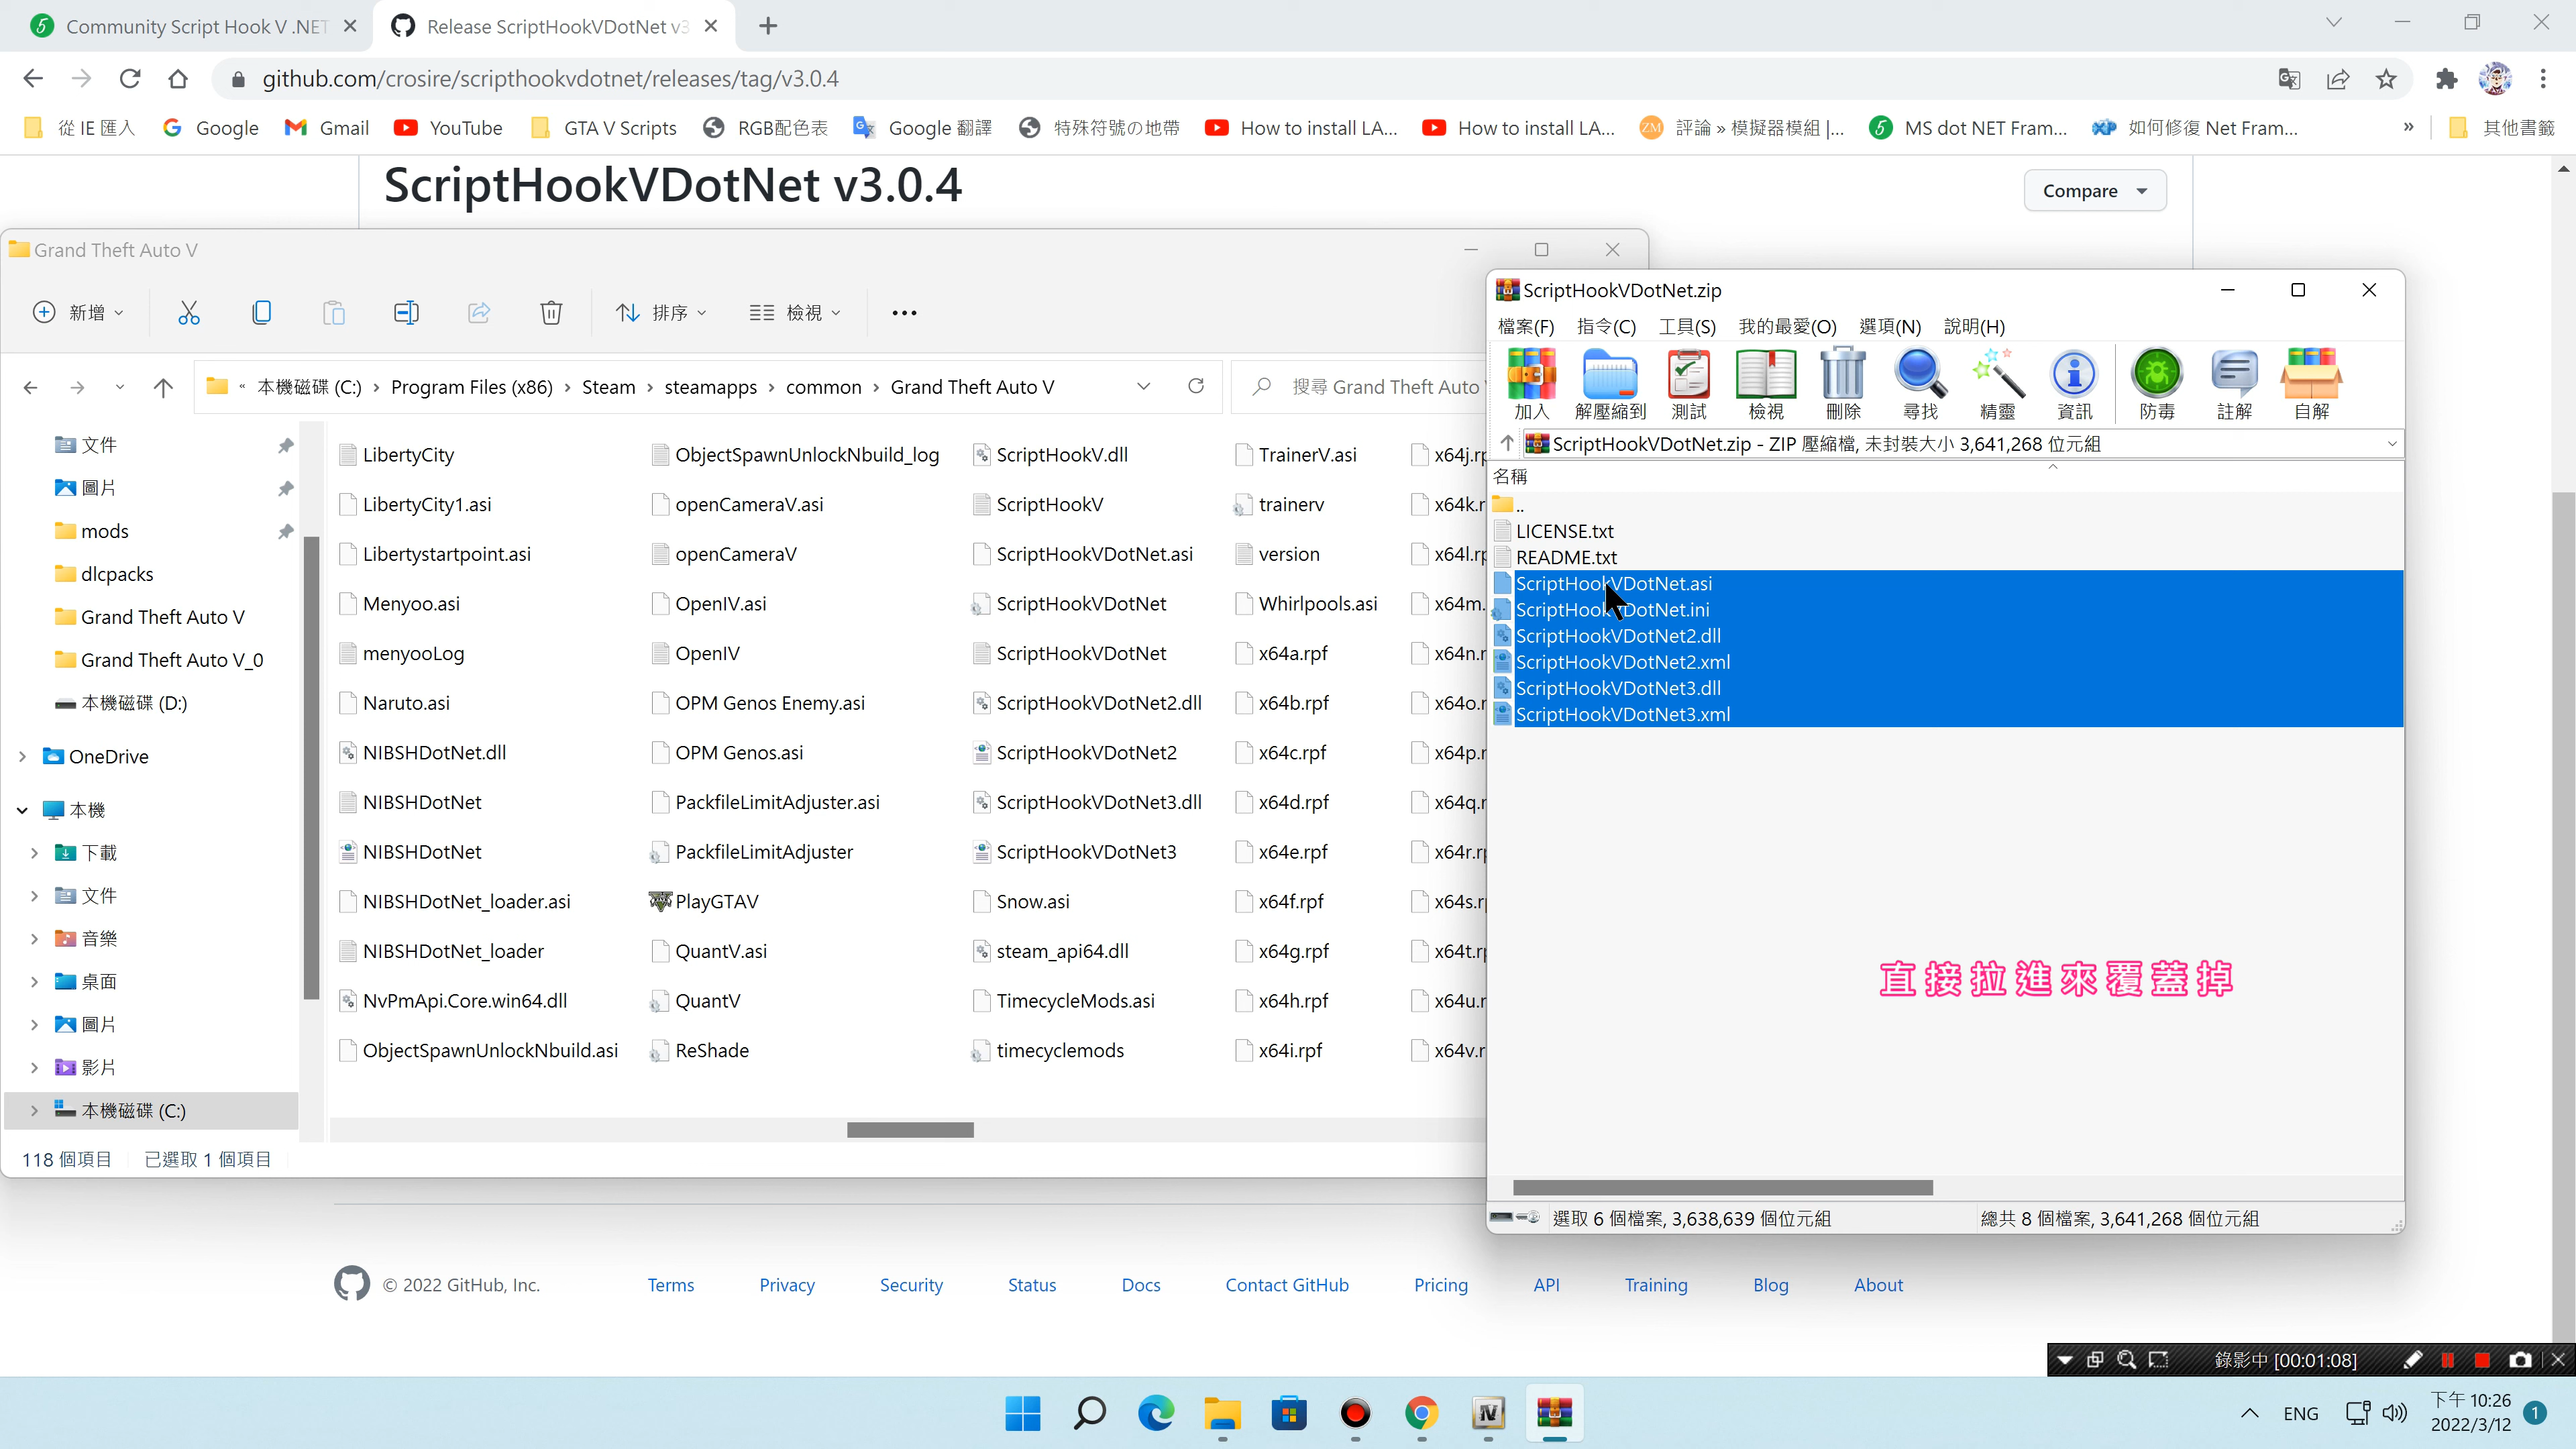 Community Script Hook V .NET
Release ScriptHookVDotNet v3
github.com/crosire/scripthookvdotnet/releases/tag/v3.0.4
從 IE 匯入
Google
Gmail
YouTube
GTA V Scripts
RGB配色表
Google 翻譯
特殊符號の地帶
How to install LA...
How to install LA...
評論 » 模擬器模組 |...
MS dot NET Fram...
如何修復 Net Fram...
»
其他書籤
ScriptHookVDotNet v3.0.4
Compare
Grand Theft Auto V
新增
排序
檢視
« 本機磁碟 (C:) › Program Files (x86) › Steam › steamapps › common › Grand Theft Auto V
搜尋 Grand Theft Auto
文件
圖片
mods
dlcpacks
Grand Theft Auto V
Grand Theft Auto V_0
本機磁碟 (D:)
OneDrive
本機
下載
文件
音樂
桌面
圖片
影片
本機磁碟 (C:)
LibertyCity
LibertyCity1.asi
Libertystartpoint.asi
Menyoo.asi
menyooLog
Naruto.asi
NIBSHDotNet.dll
NIBSHDotNet
NIBSHDotNet
NIBSHDotNet_loader.asi
NIBSHDotNet_loader
NvPmApi.Core.win64.dll
ObjectSpawnUnlockNbuild.asi
ObjectSpawnUnlockNbuild_log
openCameraV.asi
openCameraV
OpenIV.asi
OpenIV
OPM Genos Enemy.asi
OPM Genos.asi
PackfileLimitAdjuster.asi
PackfileLimitAdjuster
PlayGTAV
QuantV.asi
QuantV
ReShade
ScriptHookV.dll
ScriptHookV
ScriptHookVDotNet.asi
ScriptHookVDotNet
ScriptHookVDotNet
ScriptHookVDotNet2.dll
ScriptHookVDotNet2
ScriptHookVDotNet3.dll
ScriptHookVDotNet3
Snow.asi
steam_api64.dll
TimecycleMods.asi
timecyclemods
TrainerV.asi
trainerv
version
Whirlpools.asi
x64a.rpf
x64b.rpf
x64c.rpf
x64d.rpf
x64e.rpf
x64f.rpf
x64g.rpf
x64h.rpf
x64i.rpf
x64j.rp
x64k.r
x64l.rp
x64m.
x64n.r
x64o.r
x64p.r
x64q.r
x64r.rp
x64s.rp
x64t.rp
x64u.r
x64v.r
118 個項目
已選取 1 個項目
ScriptHookVDotNet.zip
檔案(F) 指令(C) 工具(S) 我的最愛(O) 選項(N) 說明(H)
加入
解壓縮到
測試
檢視
刪除
尋找
精靈
資訊
防毒
註解
自解
ScriptHookVDotNet.zip - ZIP 壓縮檔, 未封裝大小 3,641,268 位元組
名稱
..
LICENSE.txt
README.txt
ScriptHookVDotNet.asi
ScriptHookVDotNet.ini
ScriptHookVDotNet2.dll
ScriptHookVDotNet2.xml
ScriptHookVDotNet3.dll
ScriptHookVDotNet3.xml
直接拉進來覆蓋掉
選取 6 個檔案, 3,638,639 個位元組
總共 8 個檔案, 3,641,268 個位元組
© 2022 GitHub, Inc.
Terms
Privacy
Security
Status
Docs
Contact GitHub
Pricing
API
Training
Blog
About
錄影中 [00:01:08]
ENG
下午 10:26
2022/3/12
1